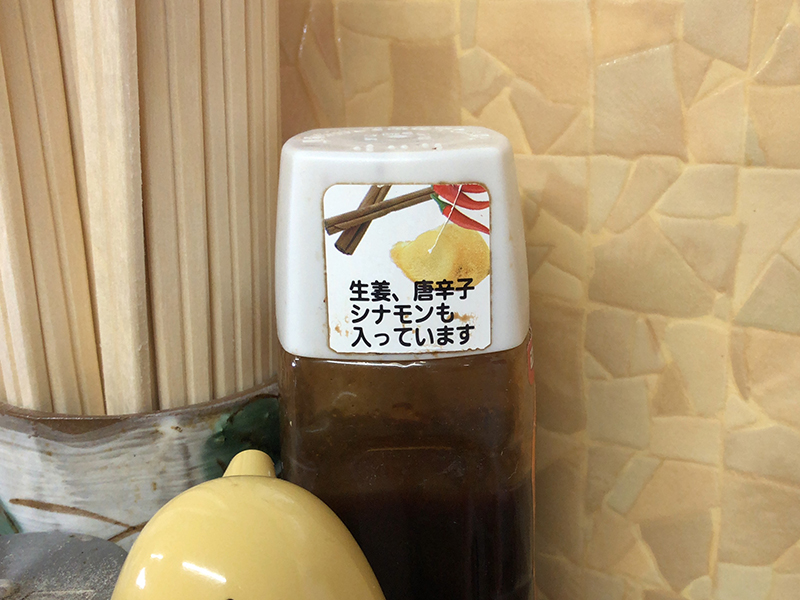 生姜、唐辛子
シナモンも
入っています